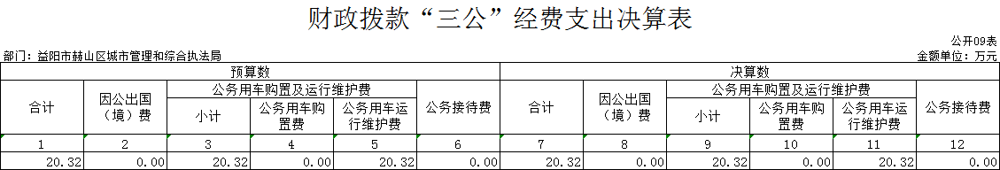 财政拨款“三公”经费支出决算表
公开09表
部门：益阳市赫山区城市管理和综合执法局 金额单位：万元
预算数 决算数
合计 因公出国（境）费 公务用车购置及运行维护费 公务接待费 合计 因公出国（境）费 公务用车购置及运行维护费 公务接待费
小计 公务用车购置费 公务用车运行维护费 小计 公务用车购置费 公务用车运行维护费
1 2 3 4 5 6 7 8 9 10 11 12
20.32 0.00 20.32 0.00 20.32 0.00 20.32 0.00 20.32 0.00 20.32 0.00